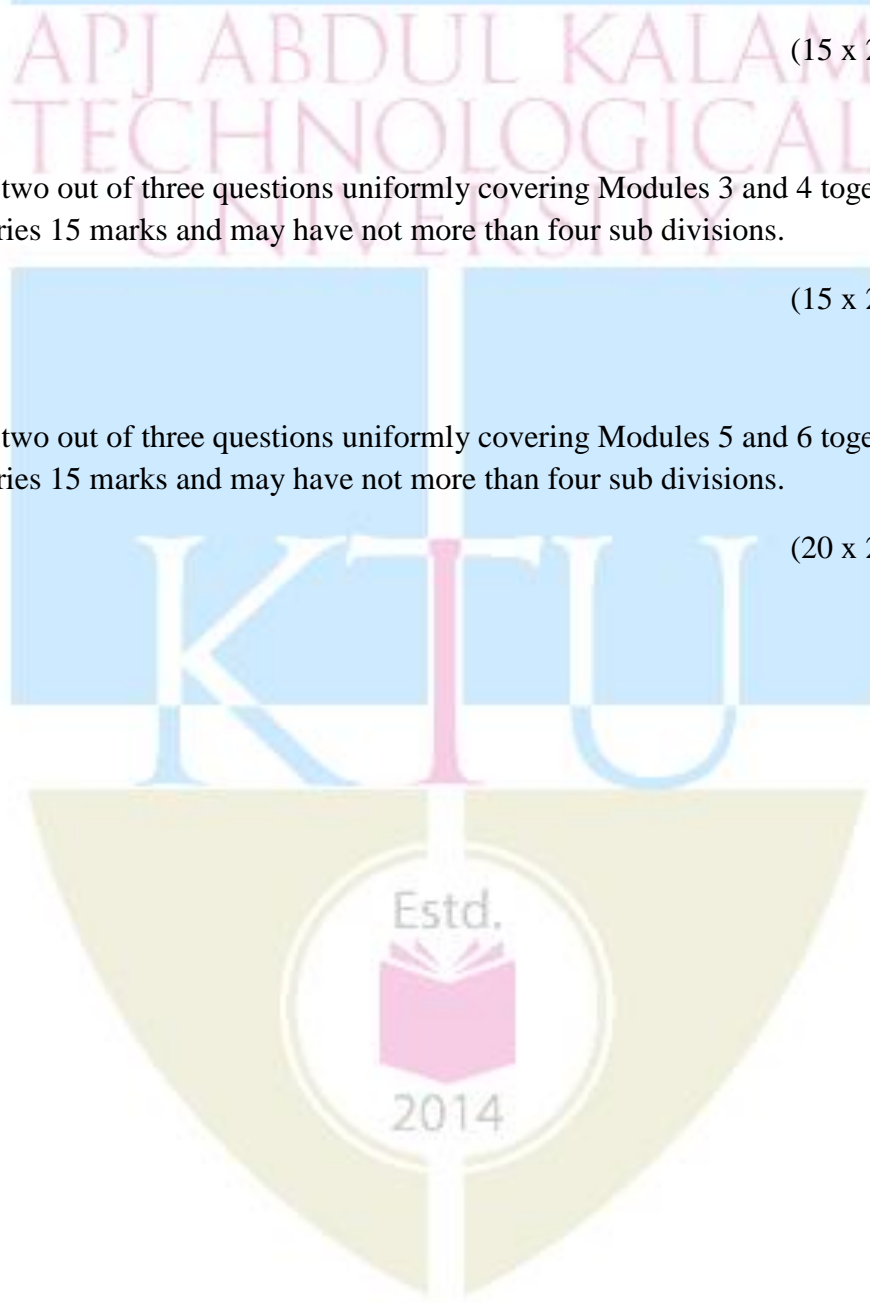 APJ ABDUL KALAM
(15 x 2
TECHNOLOGICAL
two out of three questions uniformly covering Modules 3 and 4 toge
ries 15 marks and may have not more than four sub divisions.
UNIVERSITY
(15 x 2
two out of three questions uniformly covering Modules 5 and 6 toge
ries 15 marks and may have not more than four sub divisions.
(20 x 2
KTU
Estd.
2014